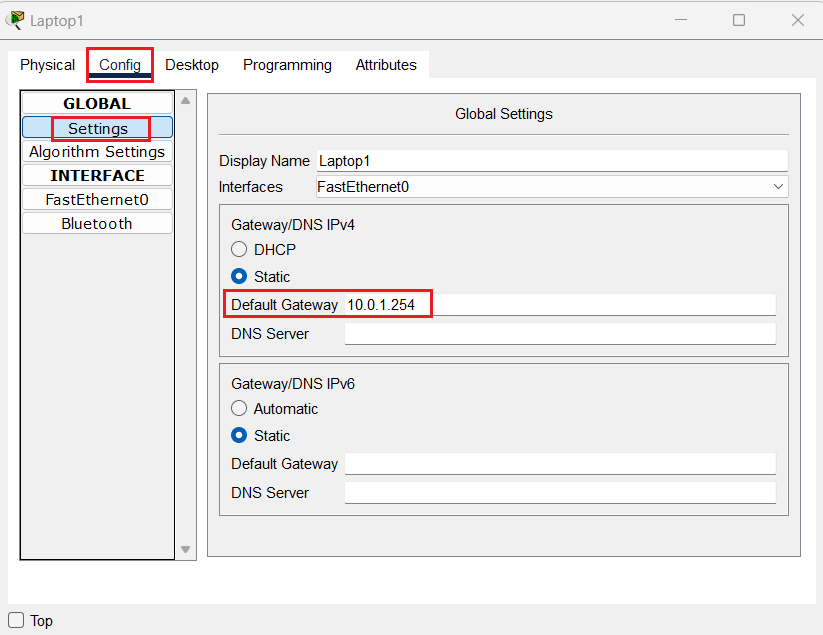 Laptop1
Physical Config Desktop Programming Attributes
GLOBAL
Settings
Algorithm Settings
INTERFACE
FastEthernet0
Bluetooth
Global Settings
Display Name Laptop1
Interfaces FastEthernet0
Gateway/DNS IPv4
DHCP
Static
Default Gateway 10.0.1.254
DNS Server
Gateway/DNS IPv6
Automatic
Static
Default Gateway
DNS Server
Top